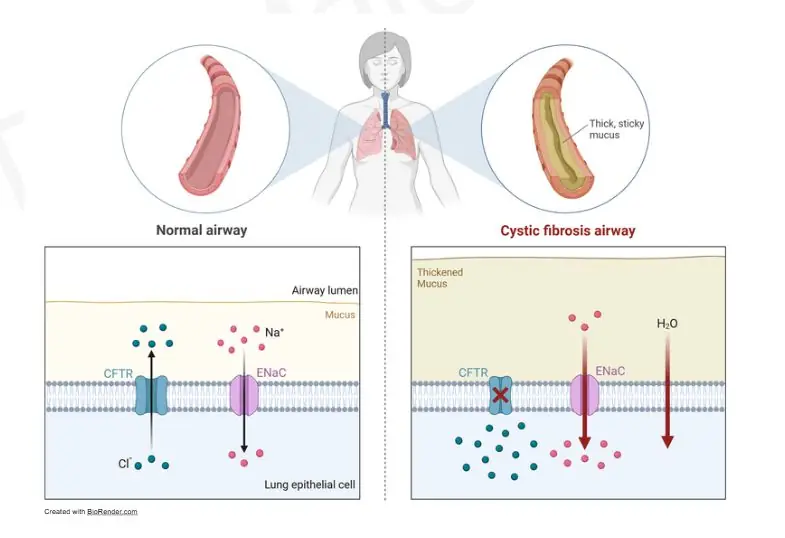 Thick, sticky
mucus
Normal airway
Cystic fibrosis airway
Airway lumen
Mucus
Na⁺
CFTR
ENaC
Cl⁻
Lung epithelial cell
Thickened
Mucus
H₂O
CFTR
ENaC
Created with BioRender.com